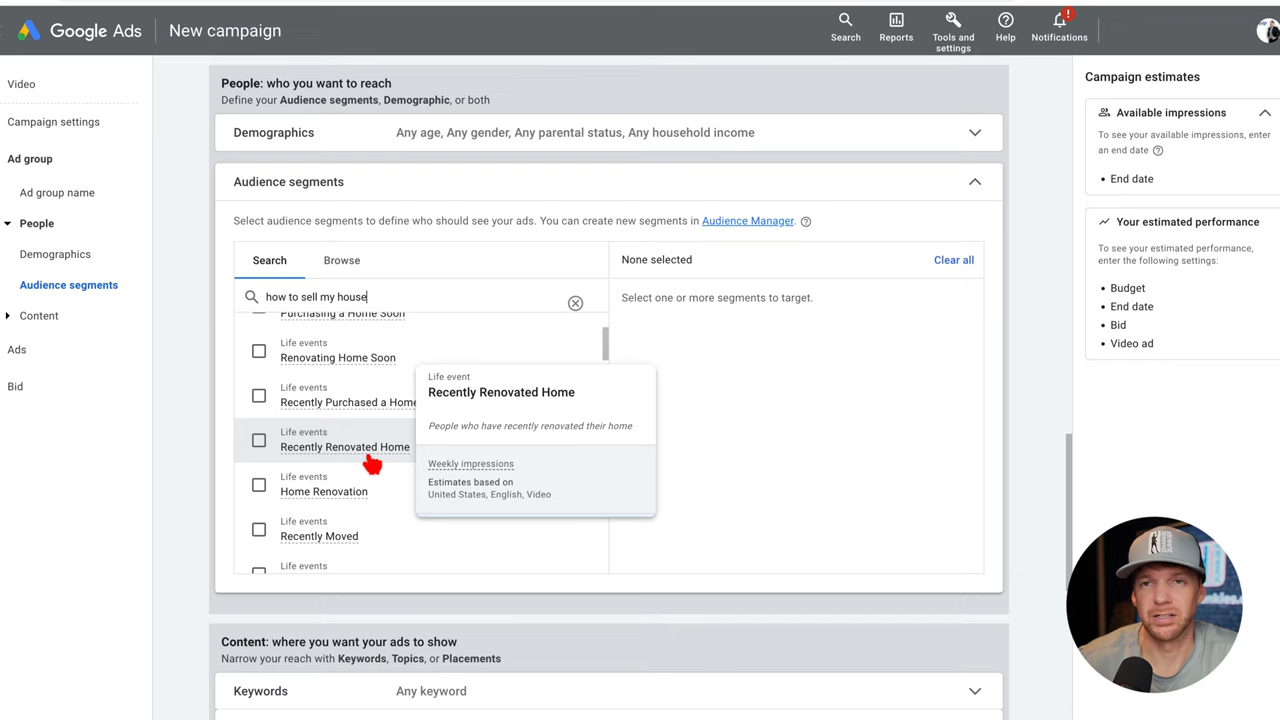 Google Ads
New campaign
Search
Reports
Tools and
settings
Help
!
Notifications
Video
Campaign settings
Ad group
Ad group name
People
Demographics
Audience segments
Content
Ads
Bid
People: who you want to reach
Define your Audience segments, Demographic, or both
Demographics
Any age, Any gender, Any parental status, Any household income
Audience segments
Select audience segments to define who should see your ads. You can create new segments in Audience Manager.
Search
Browse
how to sell my house
Purchasing a Home Soon
Life events
Renovating Home Soon
Life events
Recently Purchased a Home
Life events
Recently Renovated Home
Life events
Home Renovation
Life events
Recently Moved
Life events
None selected
Clear all
Select one or more segments to target.
Life event
Recently Renovated Home
People who have recently renovated their home
Weekly impressions
Estimates based on
United States, English, Video
Content: where you want your ads to show
Narrow your reach with Keywords, Topics, or Placements
Keywords
Any keyword
Campaign estimates
Available impressions
To see your available impressions, enter
an end date
• End date
Your estimated performance
To see your estimated performance,
enter the following settings:
• Budget
• End date
• Bid
• Video ad